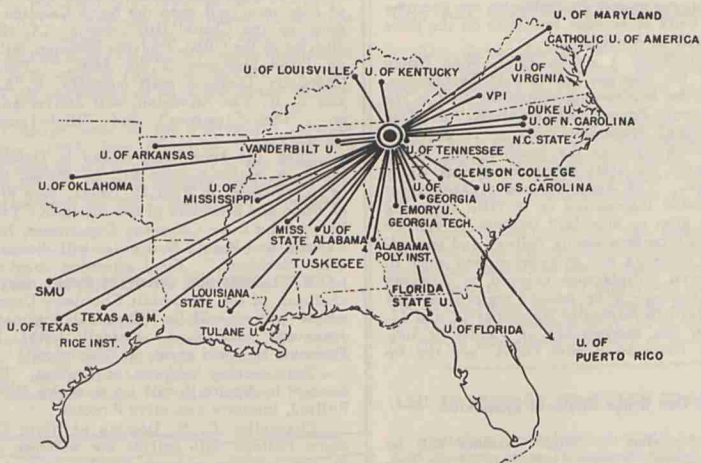 U. OF MARYLAND
CATHOLIC U. OF AMERICA
U. OF LOUISVILLE
U. OF KENTUCKY
U. OF
VIRGINIA
VPI
DUKE U.
U. OF N. CAROLINA
N.C. STATE
U. OF ARKANSAS
VANDERBILT U.
U. OF TENNESSEE
CLEMSON COLLEGE
U. OF OKLAHOMA
U. OF
MISSISSIPPI
U. OF
GEORGIA
U. OF S. CAROLINA
EMORY U.
GEORGIA TECH.
MISS.
STATE
U. OF
ALABAMA
ALABAMA
POLY. INST.
TUSKEGEE
SMU
LOUISIANA
STATE U.
FLORIDA
STATE U.
TEXAS A. & M.
U. OF TEXAS
RICE INST.
TULANE U.
U. OF FLORIDA
U. OF
PUERTO RICO